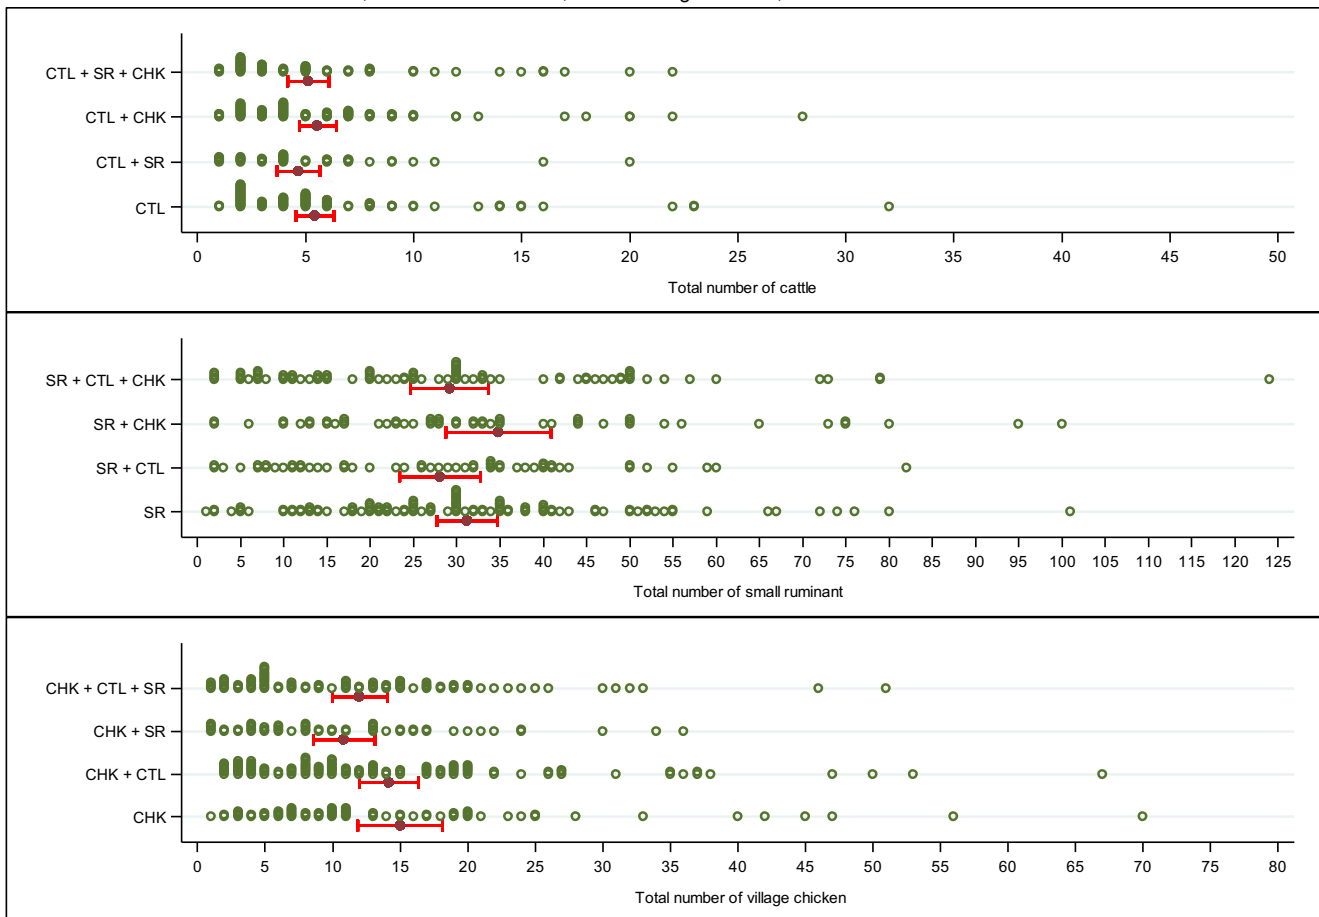 CTL + SR + CHK
CTL + CHK
CTL + SR
CTL
0 5 10 15 20 25 30 35 40 45 50
Total number of cattle
SR + CTL + CHK
SR + CHK
SR + CTL
SR
0 5 10 15 20 25 30 35 40 45 50 55 60 65 70 75 80 85 90 95 100 105 110 115 120 125
Total number of small ruminant
CHK + CTL + SR
CHK + SR
CHK + CTL
CHK
0 5 10 15 20 25 30 35 40 45 50 55 60 65 70 75 80
Total number of village chicken